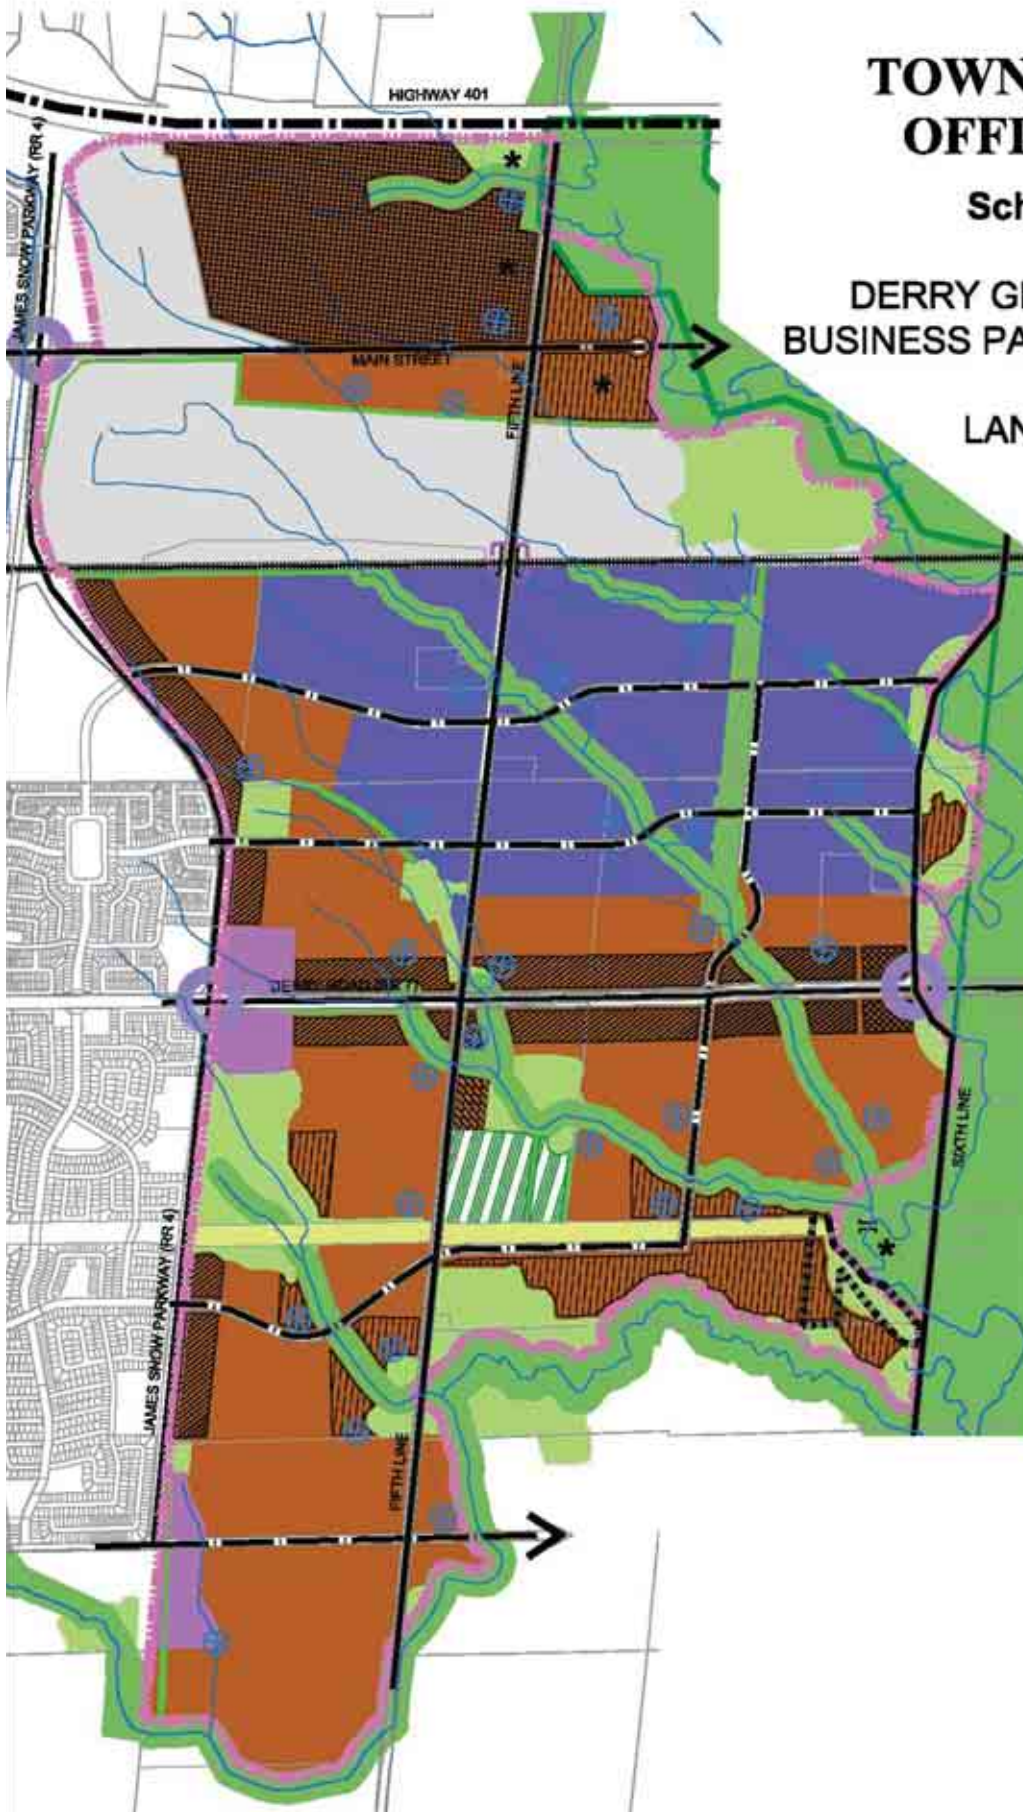 TOWN
OFFI
Sch
DERRY GI
BUSINESS PA
LAN
HIGHWAY 401
JAMES SNOW PARKWAY (RR 4)
MAIN STREET
FIFTH LINE
SIXTH LINE
JAMES SNOW PARKWAY (RR 4)
FIFTH LINE